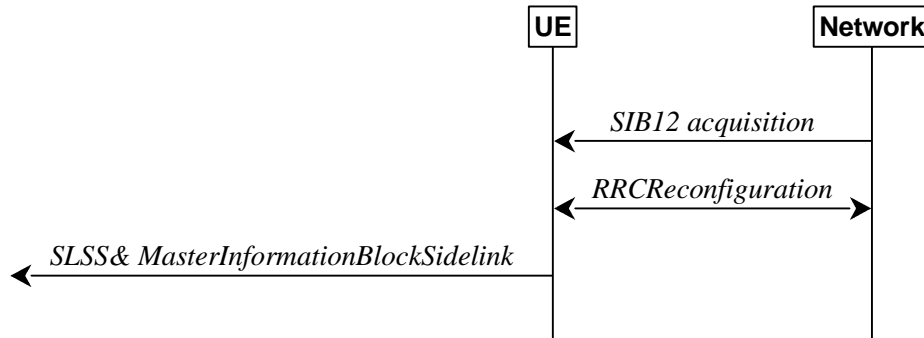 UE
Network
SIB12 acquisition
RRCReconfiguration
SLSS& MasterInformationBlockSidelink